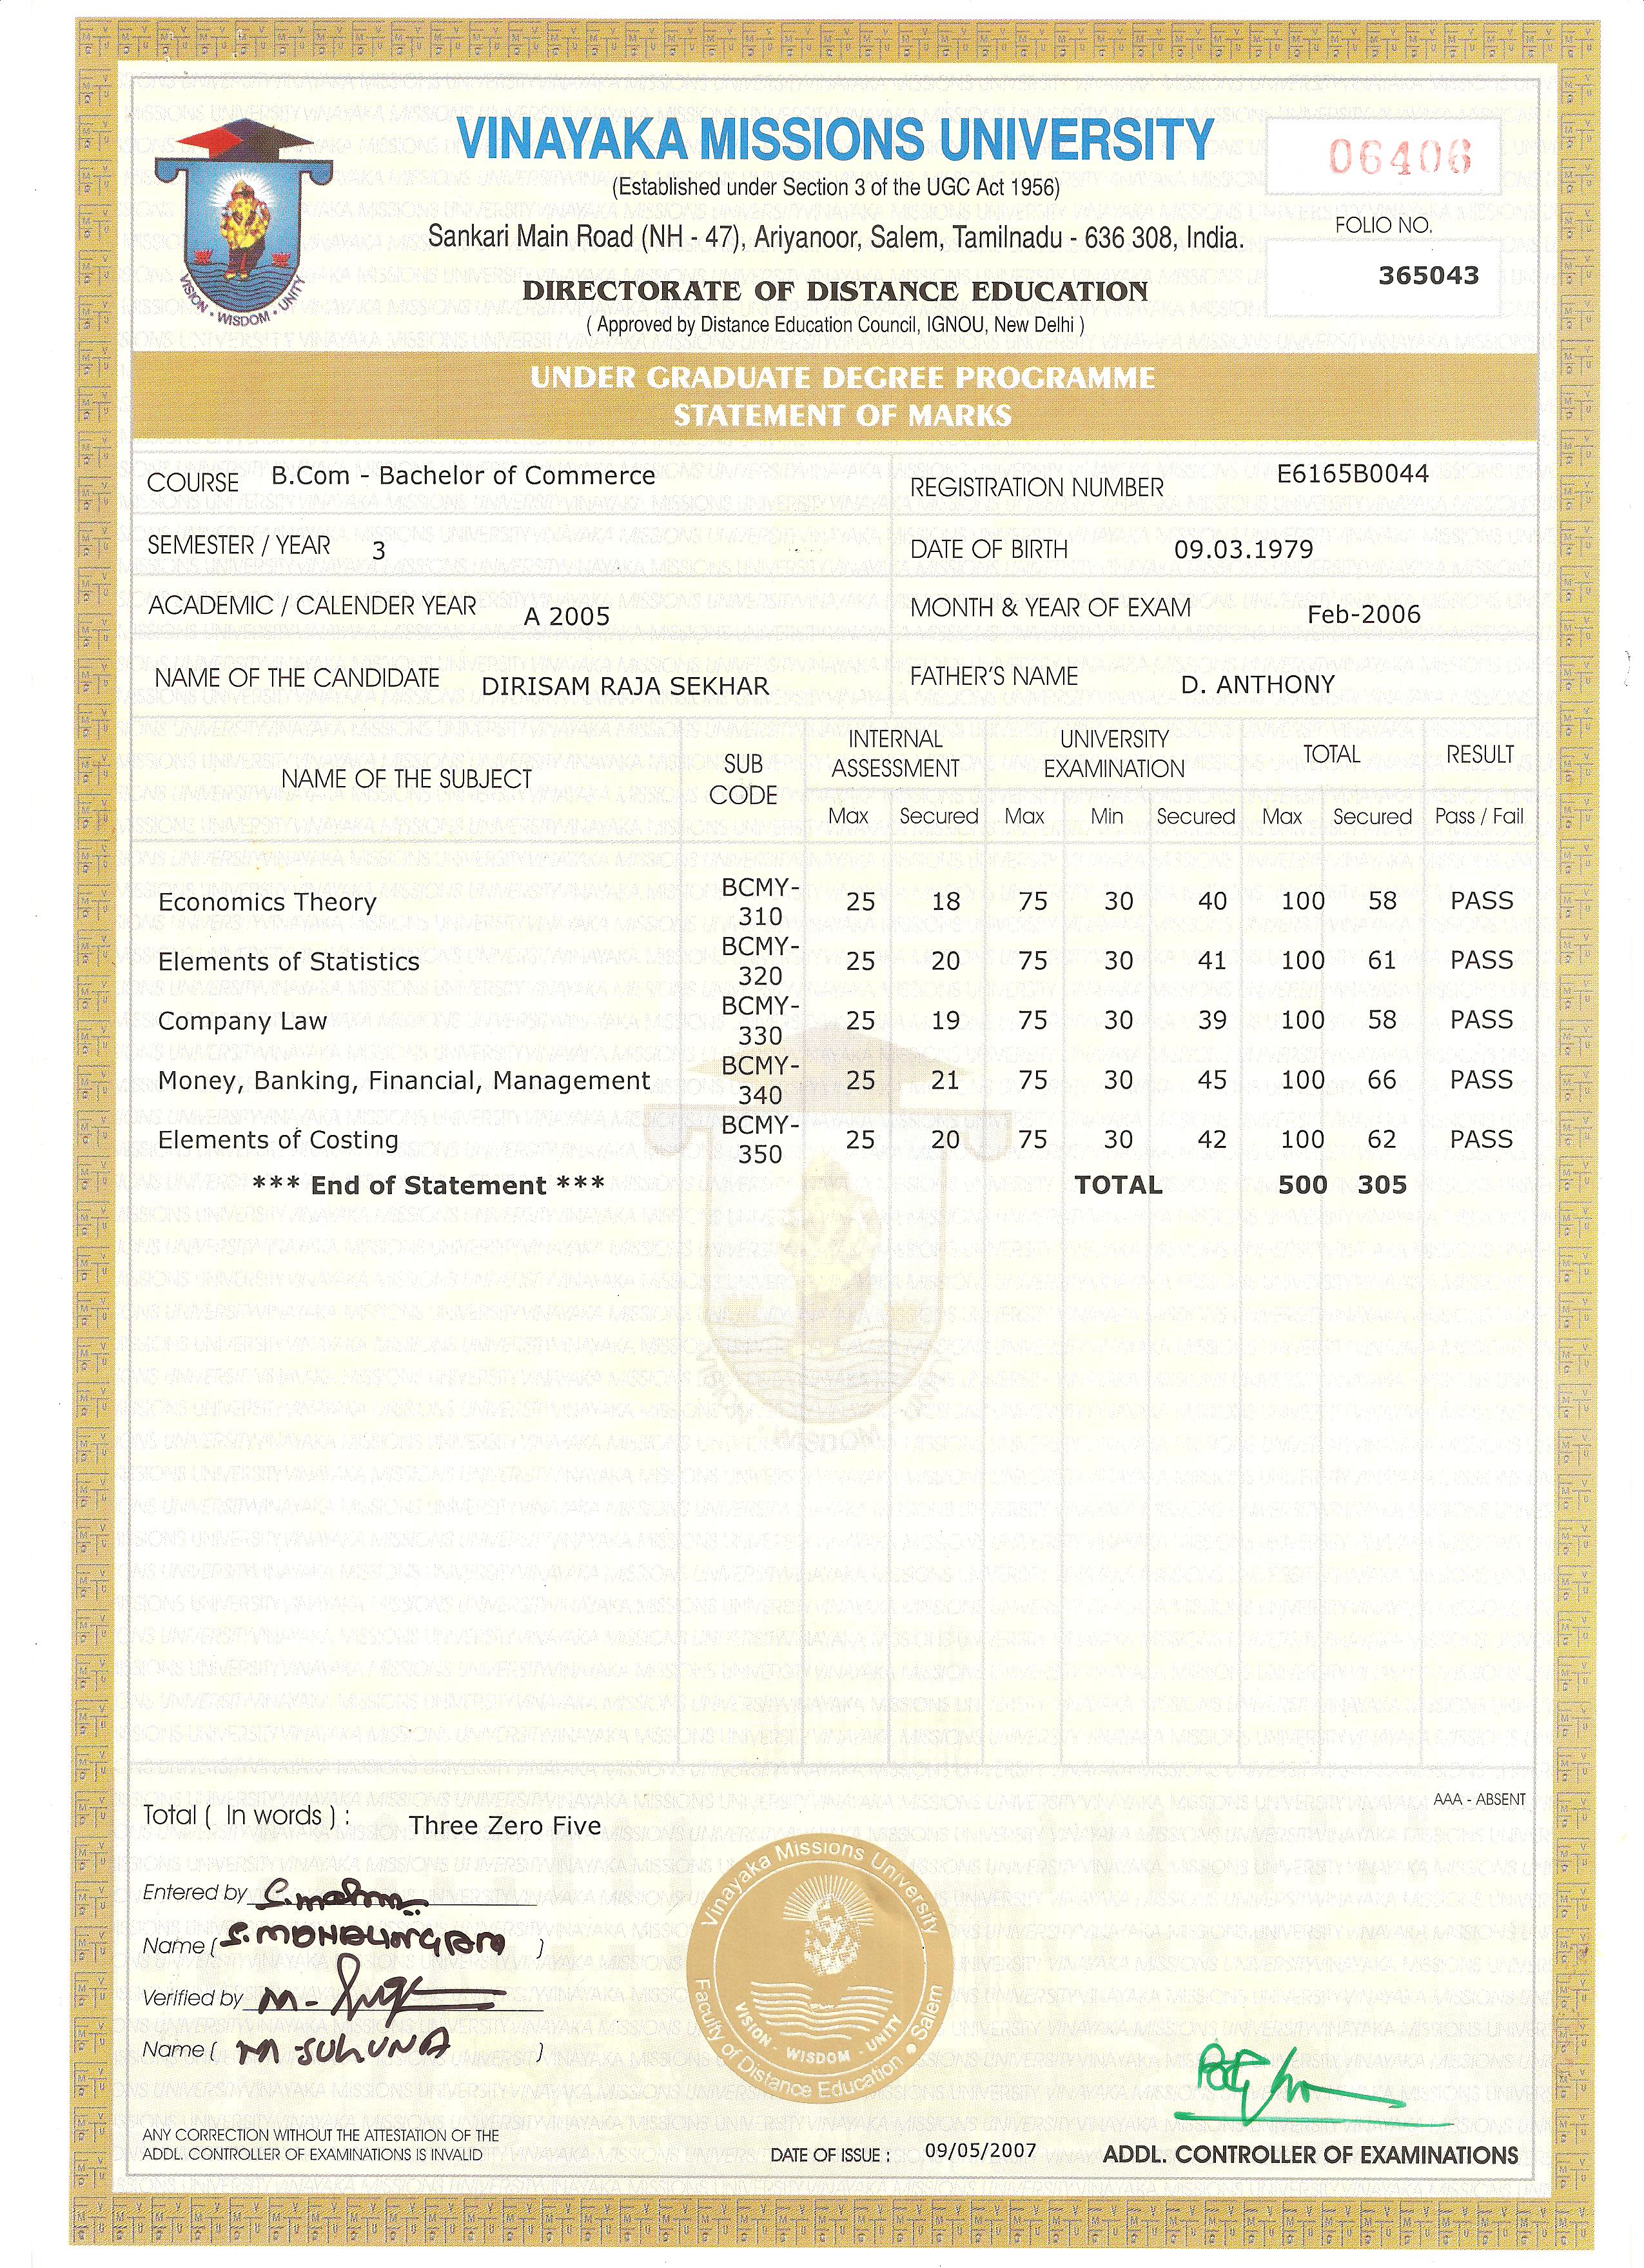 VINAYAKA MISSIONS UNIVERSITY
06406
(Established under Section 3 of the UGC Act 1956)
Sankari Main Road (NH - 47), Ariyanoor, Salem, Tamilnadu - 636 308, India.
FOLIO NO.
365043
DIRECTORATE OF DISTANCE EDUCATION
( Approved by Distance Education Council, IGNOU, New Delhi )
VISION • WISDOM • UNITY
UNDER GRADUATE DEGREE PROGRAMME
STATEMENT OF MARKS
COURSE B.Com - Bachelor of Commerce REGISTRATION NUMBER E6165B0044
SEMESTER / YEAR 3 DATE OF BIRTH 09.03.1979
ACADEMIC / CALENDER YEAR A 2005 MONTH & YEAR OF EXAM Feb-2006
NAME OF THE CANDIDATE DIRISAM RAJA SEKHAR FATHER'S NAME D. ANTHONY
NAME OF THE SUBJECT SUB CODE INTERNAL ASSESSMENT UNIVERSITY EXAMINATION TOTAL RESULT
Max Secured Max Min Secured Max Secured Pass / Fail
Economics Theory BCMY-310 25 18 75 30 40 100 58 PASS
Elements of Statistics BCMY-320 25 20 75 30 41 100 61 PASS
Company Law BCMY-330 25 19 75 30 39 100 58 PASS
Money, Banking, Financial, Management BCMY-340 25 21 75 30 45 100 66 PASS
Elements of Costing BCMY-350 25 20 75 30 42 100 62 PASS
*** End of Statement *** TOTAL 500 305
AAA - ABSENT
Total ( In words ) : Three Zero Five
Entered by
Name ( S. MOHALINGAM )
Verified by
Name ( M. SUGUNA )
Vinayaka Missions University
VISION - WISDOM - UNITY
Faculty of Distance Education • Salem
ANY CORRECTION WITHOUT THE ATTESTATION OF THE
ADDL. CONTROLLER OF EXAMINATIONS IS INVALID
DATE OF ISSUE : 09/05/2007
ADDL. CONTROLLER OF EXAMINATIONS